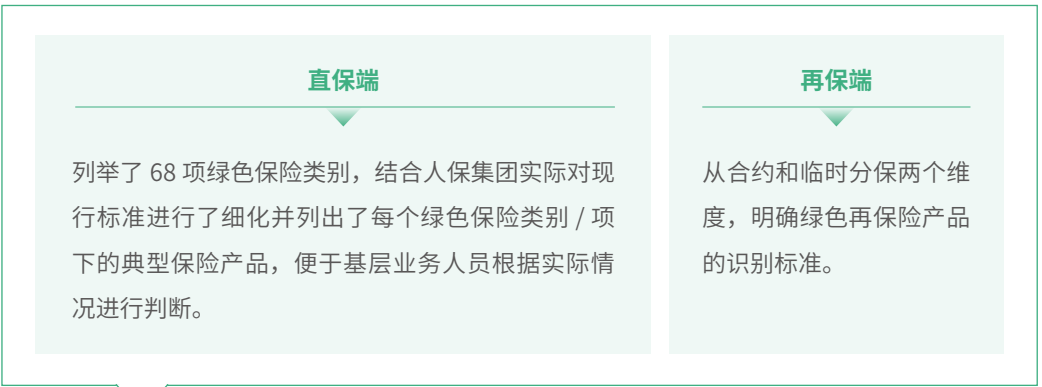 直保端
列举了 68 项绿色保险类别，结合人保集团实际对现
行标准进行了细化并列出了每个绿色保险类别 / 项
下的典型保险产品，便于基层业务人员根据实际情
况进行判断。
再保端
从合约和临时分保两个维
度，明确绿色再保险产品
的识别标准。